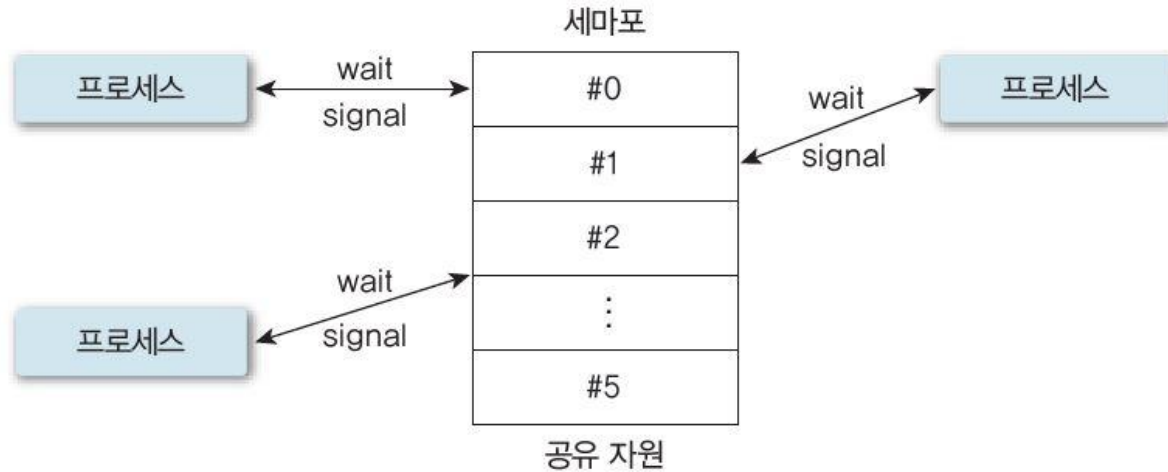 세마포
프로세스
wait
signal
#0
wait
signal
프로세스
#1
#2
프로세스
wait
signal
⋮
#5
공유 자원